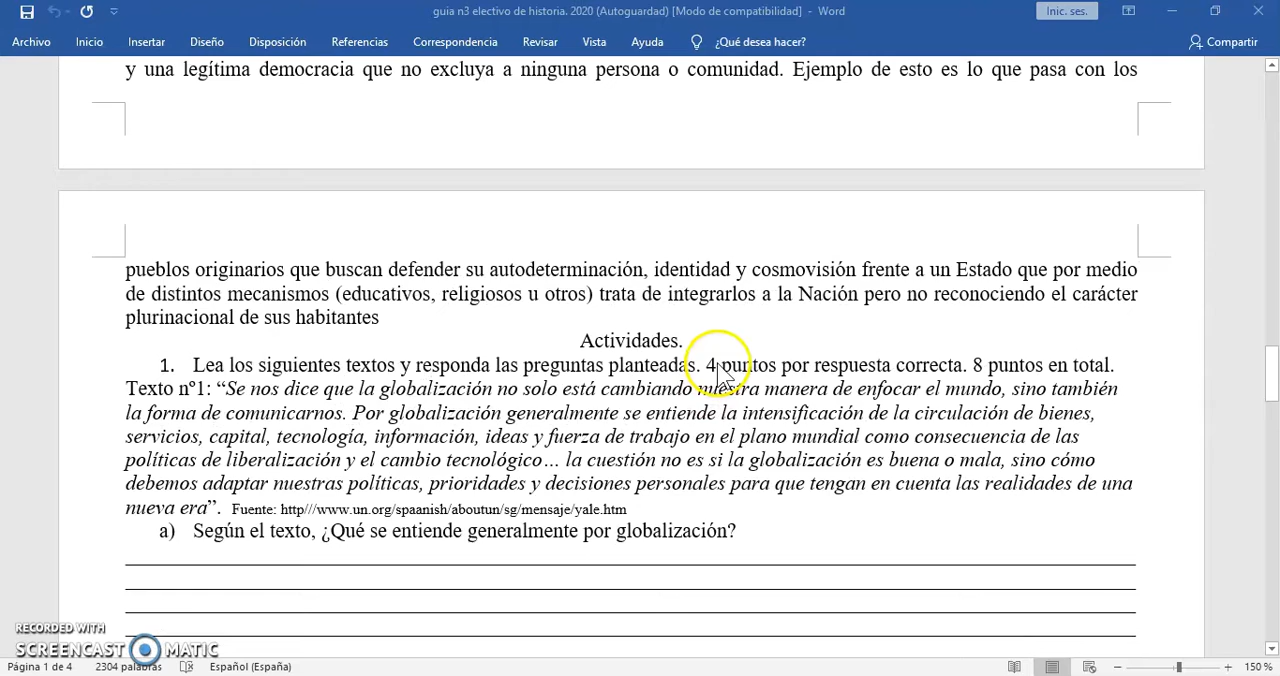 guia n3 electivo de historia. 2020 (Autoguardad) [Modo de compatibilidad] - Word
Inic. ses.
Archivo Inicio Insertar Diseño Disposición Referencias Correspondencia Revisar Vista Ayuda ¿Qué desea hacer? Compartir
y una legítima democracia que no excluya a ninguna persona o comunidad. Ejemplo de esto es lo que pasa con los
pueblos originarios que buscan defender su autodeterminación, identidad y cosmovisión frente a un Estado que por medio
de distintos mecanismos (educativos, religiosos u otros) trata de integrarlos a la Nación pero no reconociendo el carácter
plurinacional de sus habitantes
Actividades.
1. Lea los siguientes textos y responda las preguntas planteadas. 4 puntos por respuesta correcta. 8 puntos en total.
Texto nº1: “Se nos dice que la globalización no solo está cambiando nuestra manera de enfocar el mundo, sino también
la forma de comunicarnos. Por globalización generalmente se entiende la intensificación de la circulación de bienes,
servicios, capital, tecnología, información, ideas y fuerza de trabajo en el plano mundial como consecuencia de las
políticas de liberalización y el cambio tecnológico… la cuestión no es si la globalización es buena o mala, sino cómo
debemos adaptar nuestras políticas, prioridades y decisiones personales para que tengan en cuenta las realidades de una
nueva era”. Fuente: http///www.un.org/spaanish/aboutun/sg/mensaje/yale.htm
a) Según el texto, ¿Qué se entiende generalmente por globalización?
RECORDED WITH
SCREENCAST MATIC
Página 1 de 4 2304 palabras Español (España) 150 %